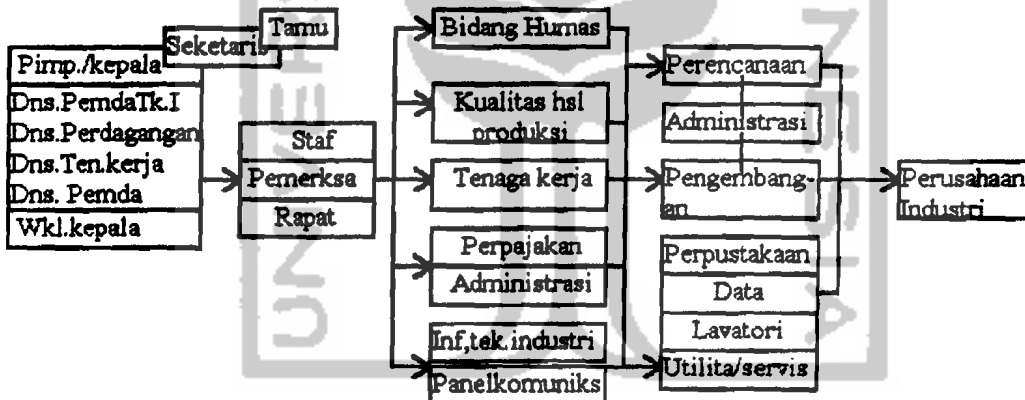 Tamu
Seketaris
Pimp./kepala
Dns.PemdaTk.I
Dns.Perdagangan
Dns.Ten.kerja
Dns. Pemda
Wkl.kepala
Staf
Pemerksa
Rapat
Bidang Humas
Kualitas hsl
produksi
Tenaga kerja
Perpajakan
Administrasi
Inf,tek.industri
Panelkomuniks
Perencanaan
Administrasi
Pengembang-
an
Perpustakaan
Data
Lavatori
Utilita/servis
Perusahaan
Industri